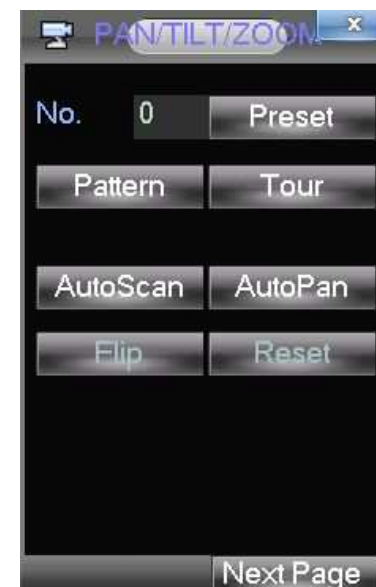 PAN/TILT/ZOOM x
No. 0 Preset
Pattern Tour
AutoScan AutoPan
Flip Reset
Next Page